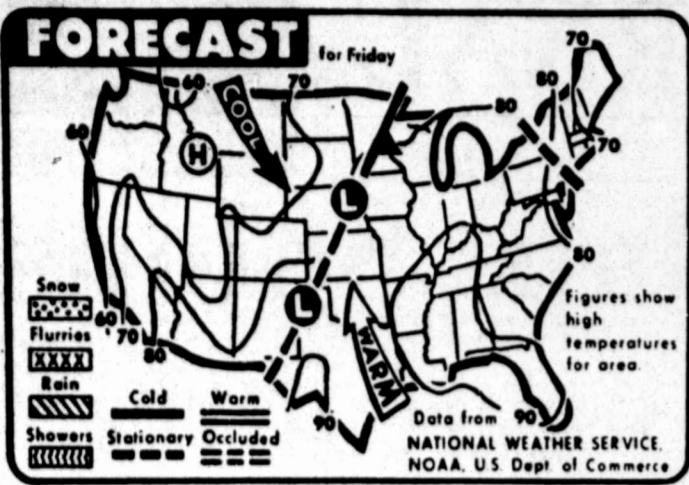 FORECAST for Friday
70
60 70
COOL
80
80
60
H
70
L
80
Snow
L
Figures show
high
temperatures
for area.
60 70
80
Flurries
WARM
Rain
Cold Warm
90
Data from 90
Showers Stationary Occluded
NATIONAL WEATHER SERVICE,
NOAA, U.S. Dept. of Commerce